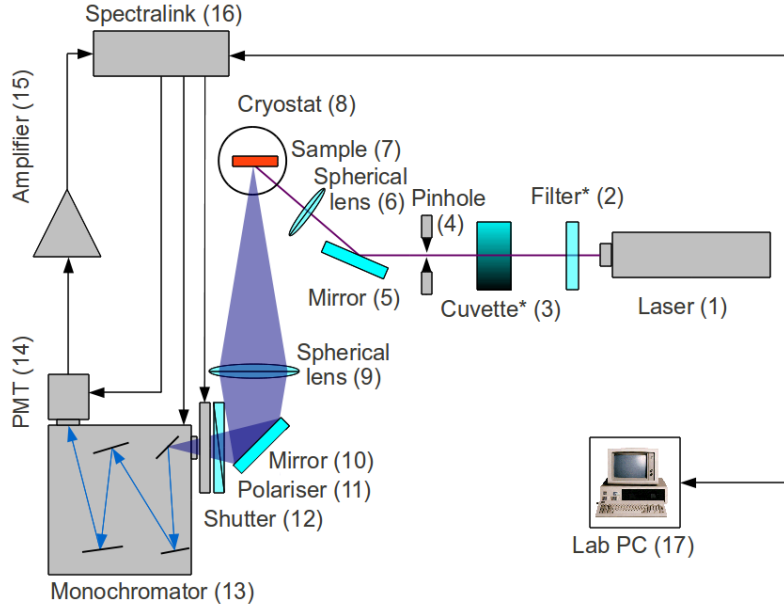 Spectralink (16)
Amplifier (15)
Cryostat (8)
Sample (7)
Spherical
lens (6)
Pinhole
(4)
Filter* (2)
Mirror (5)
Cuvette* (3)
Laser (1)
PMT (14)
Spherical
lens (9)
Mirror (10)
Polariser (11)
Shutter (12)
Monochromator (13)
Lab PC (17)